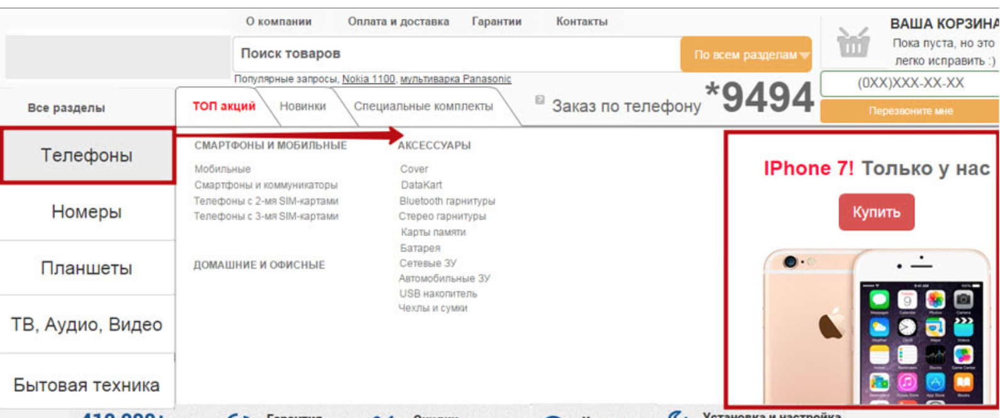 О компании Оплата и доставка Гарантии Контакты
ВАША КОРЗИНА
Пока пуста, но это
легко исправить :)
Поиск товаров По всем разделам
Популярные запросы, Nokia 1100, мультиварка Panasonic
(0XX)XXX-XX-XX
Перезвоните мне
Все разделы ТОП акций Новинки Специальные комплекты ? Заказ по телефону *9494
Телефоны
Номеры
Планшеты
ТВ, Аудио, Видео
Бытовая техника
СМАРТФОНЫ И МОБИЛЬНЫЕ
Мобильные
Смартфоны и коммуникаторы
Телефоны с 2-мя SIM-картами
Телефоны с 3-мя SIM-картами
ДОМАШНИЕ И ОФИСНЫЕ
АКСЕССУАРЫ
Cover
DataKart
Bluetooth гарнитуры
Стерео гарнитуры
Карты памяти
Батарея
Сетевые ЗУ
Автомобильные ЗУ
USB накопитель
Чехлы и сумки
IPhone 7! Только у нас
Купить
Гарантия
Установка и настройка